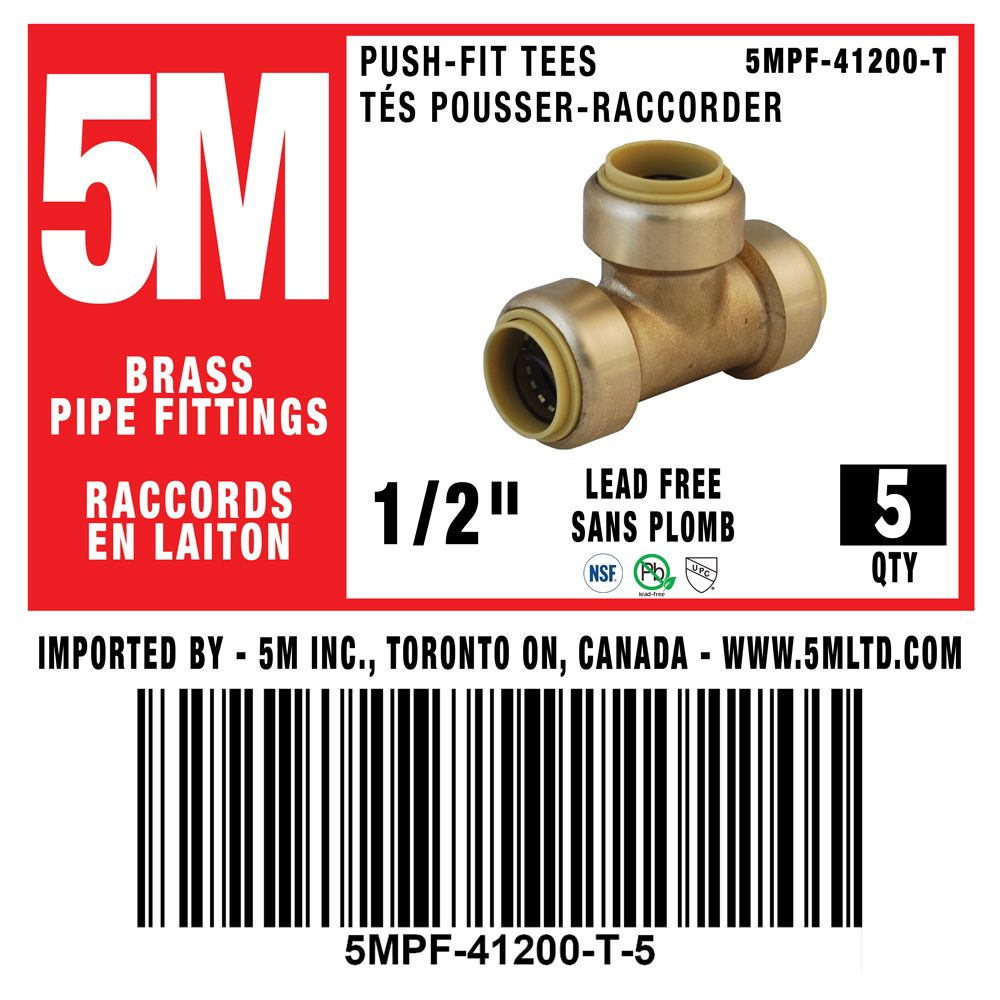 5M
BRASS
PIPE FITTINGS
RACCORDS
EN LAITON
PUSH-FIT TEES
5MPF-41200-T
TÉS POUSSER-RACCORDER
1/2"
LEAD FREE
SANS PLOMB
NSF.
Pb
lead-free
UPC
5
QTY
IMPORTED BY - 5M INC., TORONTO ON, CANADA - WWW.5MLTD.COM
5MPF-41200-T-5